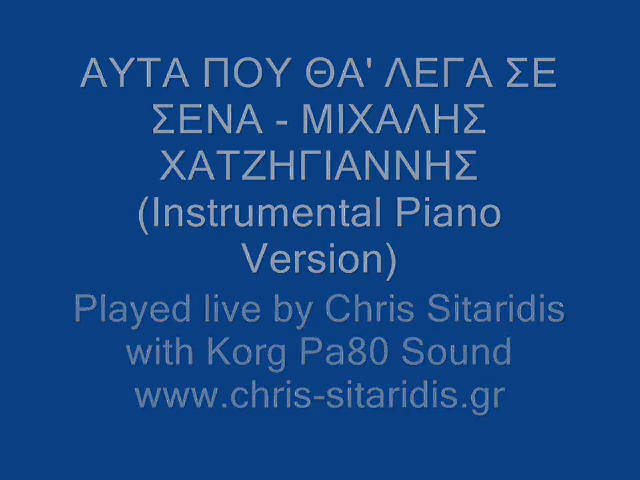 ΑΥΤΑ ΠΟΥ ΘΑ' ΛΕΓΑ ΣΕ
ΣΕΝΑ - ΜΙΧΑΛΗΣ
ΧΑΤΖΗΓΙΑΝΝΗΣ
(Instrumental Piano
Version)
Played live by Chris Sitaridis
with Korg Pa80 Sound
www.chris-sitaridis.gr